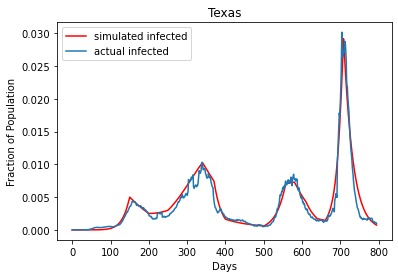 Texas
simulated infected
actual infected
Fraction of Population
0.030
0.025
0.020
0.015
0.010
0.005
0.000
0 100 200 300 400 500 600 700 800
Days